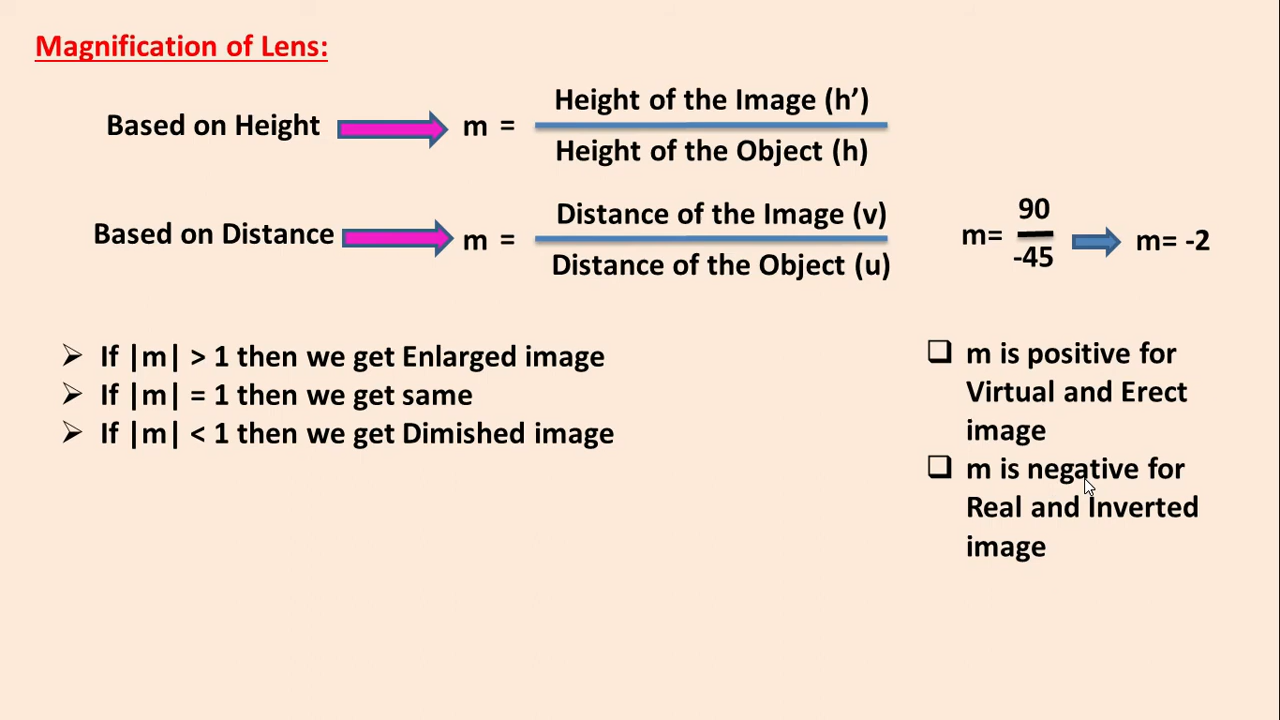 Magnification of Lens:
Based on Height
m =
Height of the Image (h’)
Height of the Object (h)
Based on Distance
m =
Distance of the Image (v)
Distance of the Object (u)
m=
90
-45
m= -2
If |m| > 1 then we get Enlarged image
If |m| = 1 then we get same
If |m| < 1 then we get Dimished image
m is positive for
Virtual and Erect
image
m is negative for
Real and Inverted
image